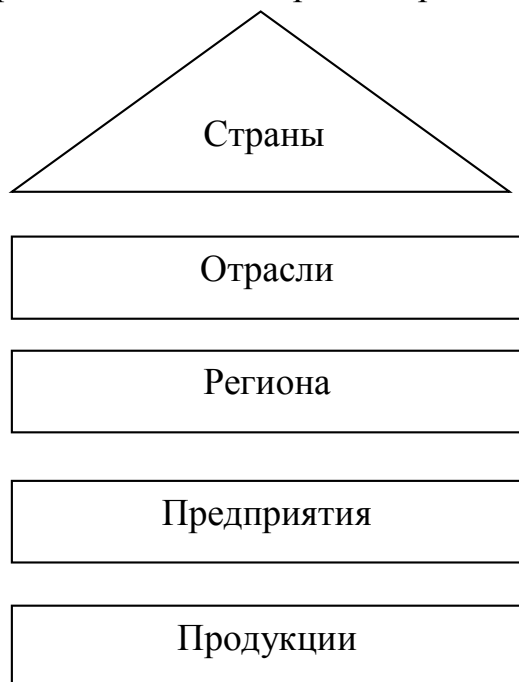 Страны
Отрасли
Региона
Предприятия
Продукции